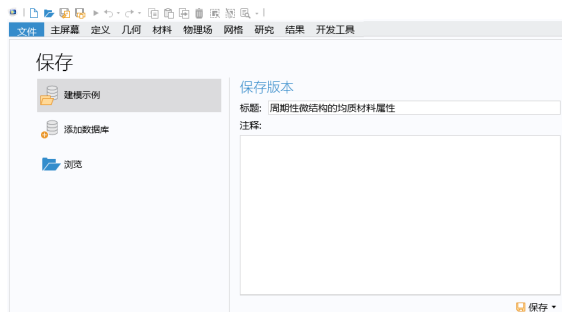 文件 主屏幕 定义 几何 材料 物理场 网格 研究 结果 开发工具
保存
建模示例
添加数据库
浏览
保存版本
标题: 周期性微结构的均质材料属性
注释:
保存